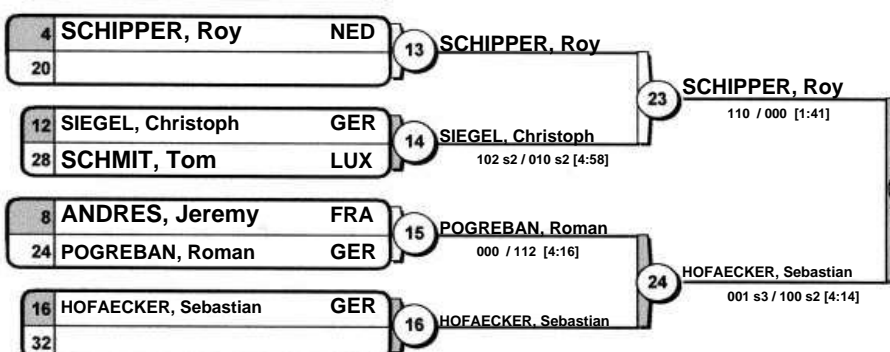 4 SCHIPPER, Roy NED
20
13 SCHIPPER, Roy
12 SIEGEL, Christoph GER
28 SCHMIT, Tom LUX
14 SIEGEL, Christoph
102 s2 / 010 s2 [4:58]
23 SCHIPPER, Roy
110 / 000 [1:41]
8 ANDRES, Jeremy FRA
24 POGREBAN, Roman GER
15 POGREBAN, Roman
000 / 112 [4:16]
16 HOFAECKER, Sebastian GER
32
16 HOFAECKER, Sebastian
24 HOFAECKER, Sebastian
001 s3 / 100 s2 [4:14]